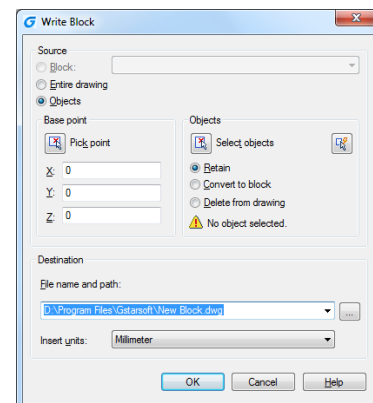 Write Block
Source
Block:
Entire drawing
Objects
Base point
Pick point
X: 0
Y: 0
Z: 0
Objects
Select objects
Retain
Convert to block
Delete from drawing
No object selected.
Destination
File name and path:
D:\Program Files\Gstarsoft\New Block.dwg
...
Insert units: Millimeter
OK Cancel Help